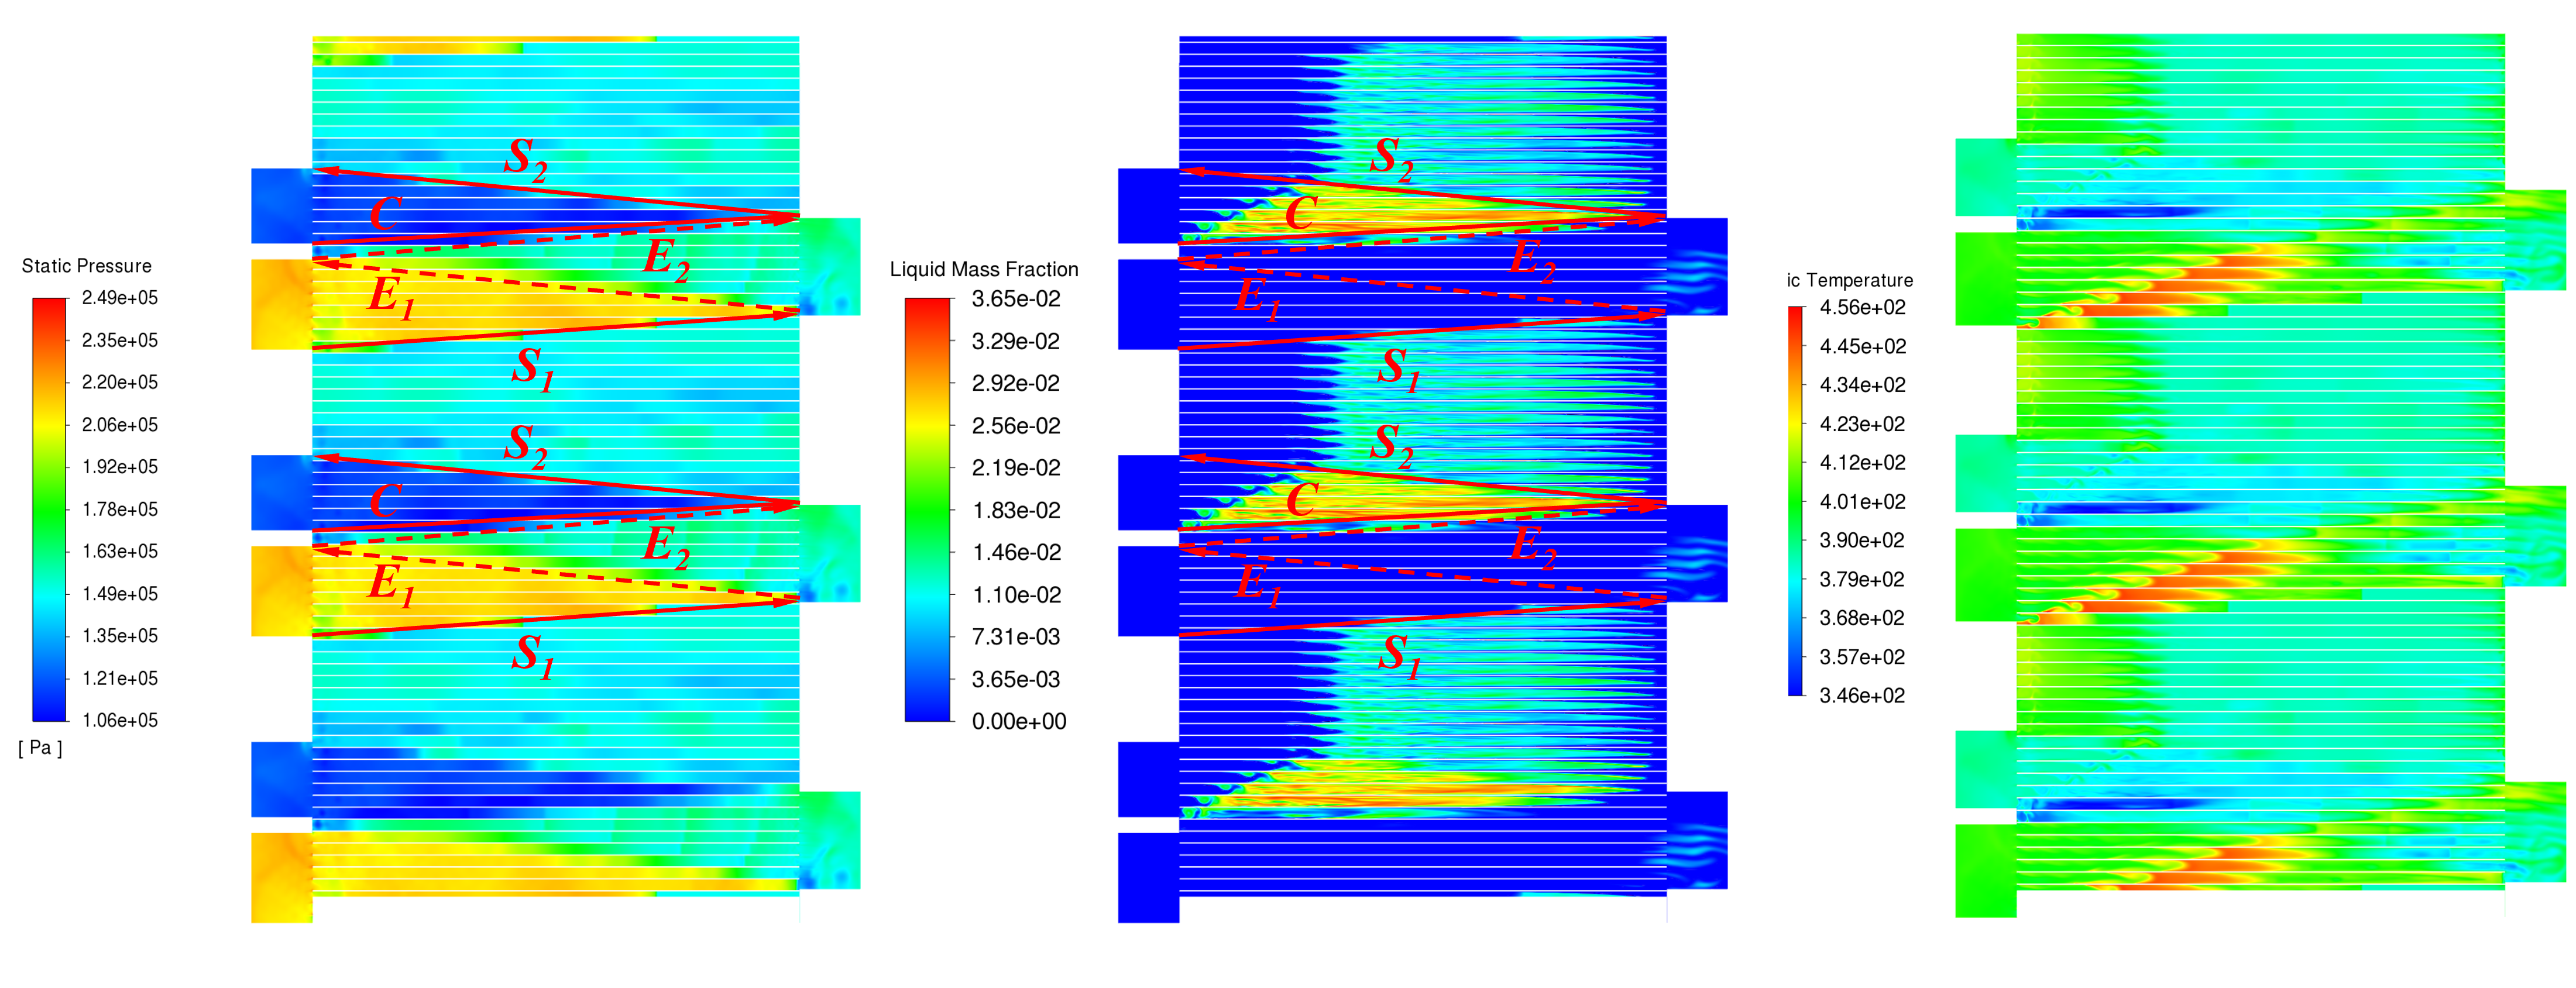 Static Pressure
2.49e+05
2.35e+05
2.20e+05
2.06e+05
1.92e+05
1.78e+05
1.63e+05
1.49e+05
1.35e+05
1.21e+05
1.06e+05
[ Pa ]
S2
C
E2
E1
S1
S2
C
E2
E1
S1
Liquid Mass Fraction
3.65e-02
3.29e-02
2.92e-02
2.56e-02
2.19e-02
1.83e-02
1.46e-02
1.10e-02
7.31e-03
3.65e-03
0.00e+00
S2
C
E2
E1
S1
S2
C
E2
E1
S1
ic Temperature
4.56e+02
4.45e+02
4.34e+02
4.23e+02
4.12e+02
4.01e+02
3.90e+02
3.79e+02
3.68e+02
3.57e+02
3.46e+02